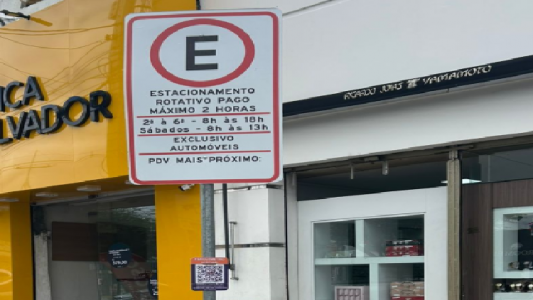 E
ESTACIONAMENTO
ROTATIVO PAGO
MÁXIMO 2 HORAS
2ª à 6ª - 8h às 18h
Sábados - 8h às 13h
EXCLUSIVO
AUTOMÓVEIS
PDV MAIS PRÓXIMO:
ICA
LVADOR
YAMAMOTO